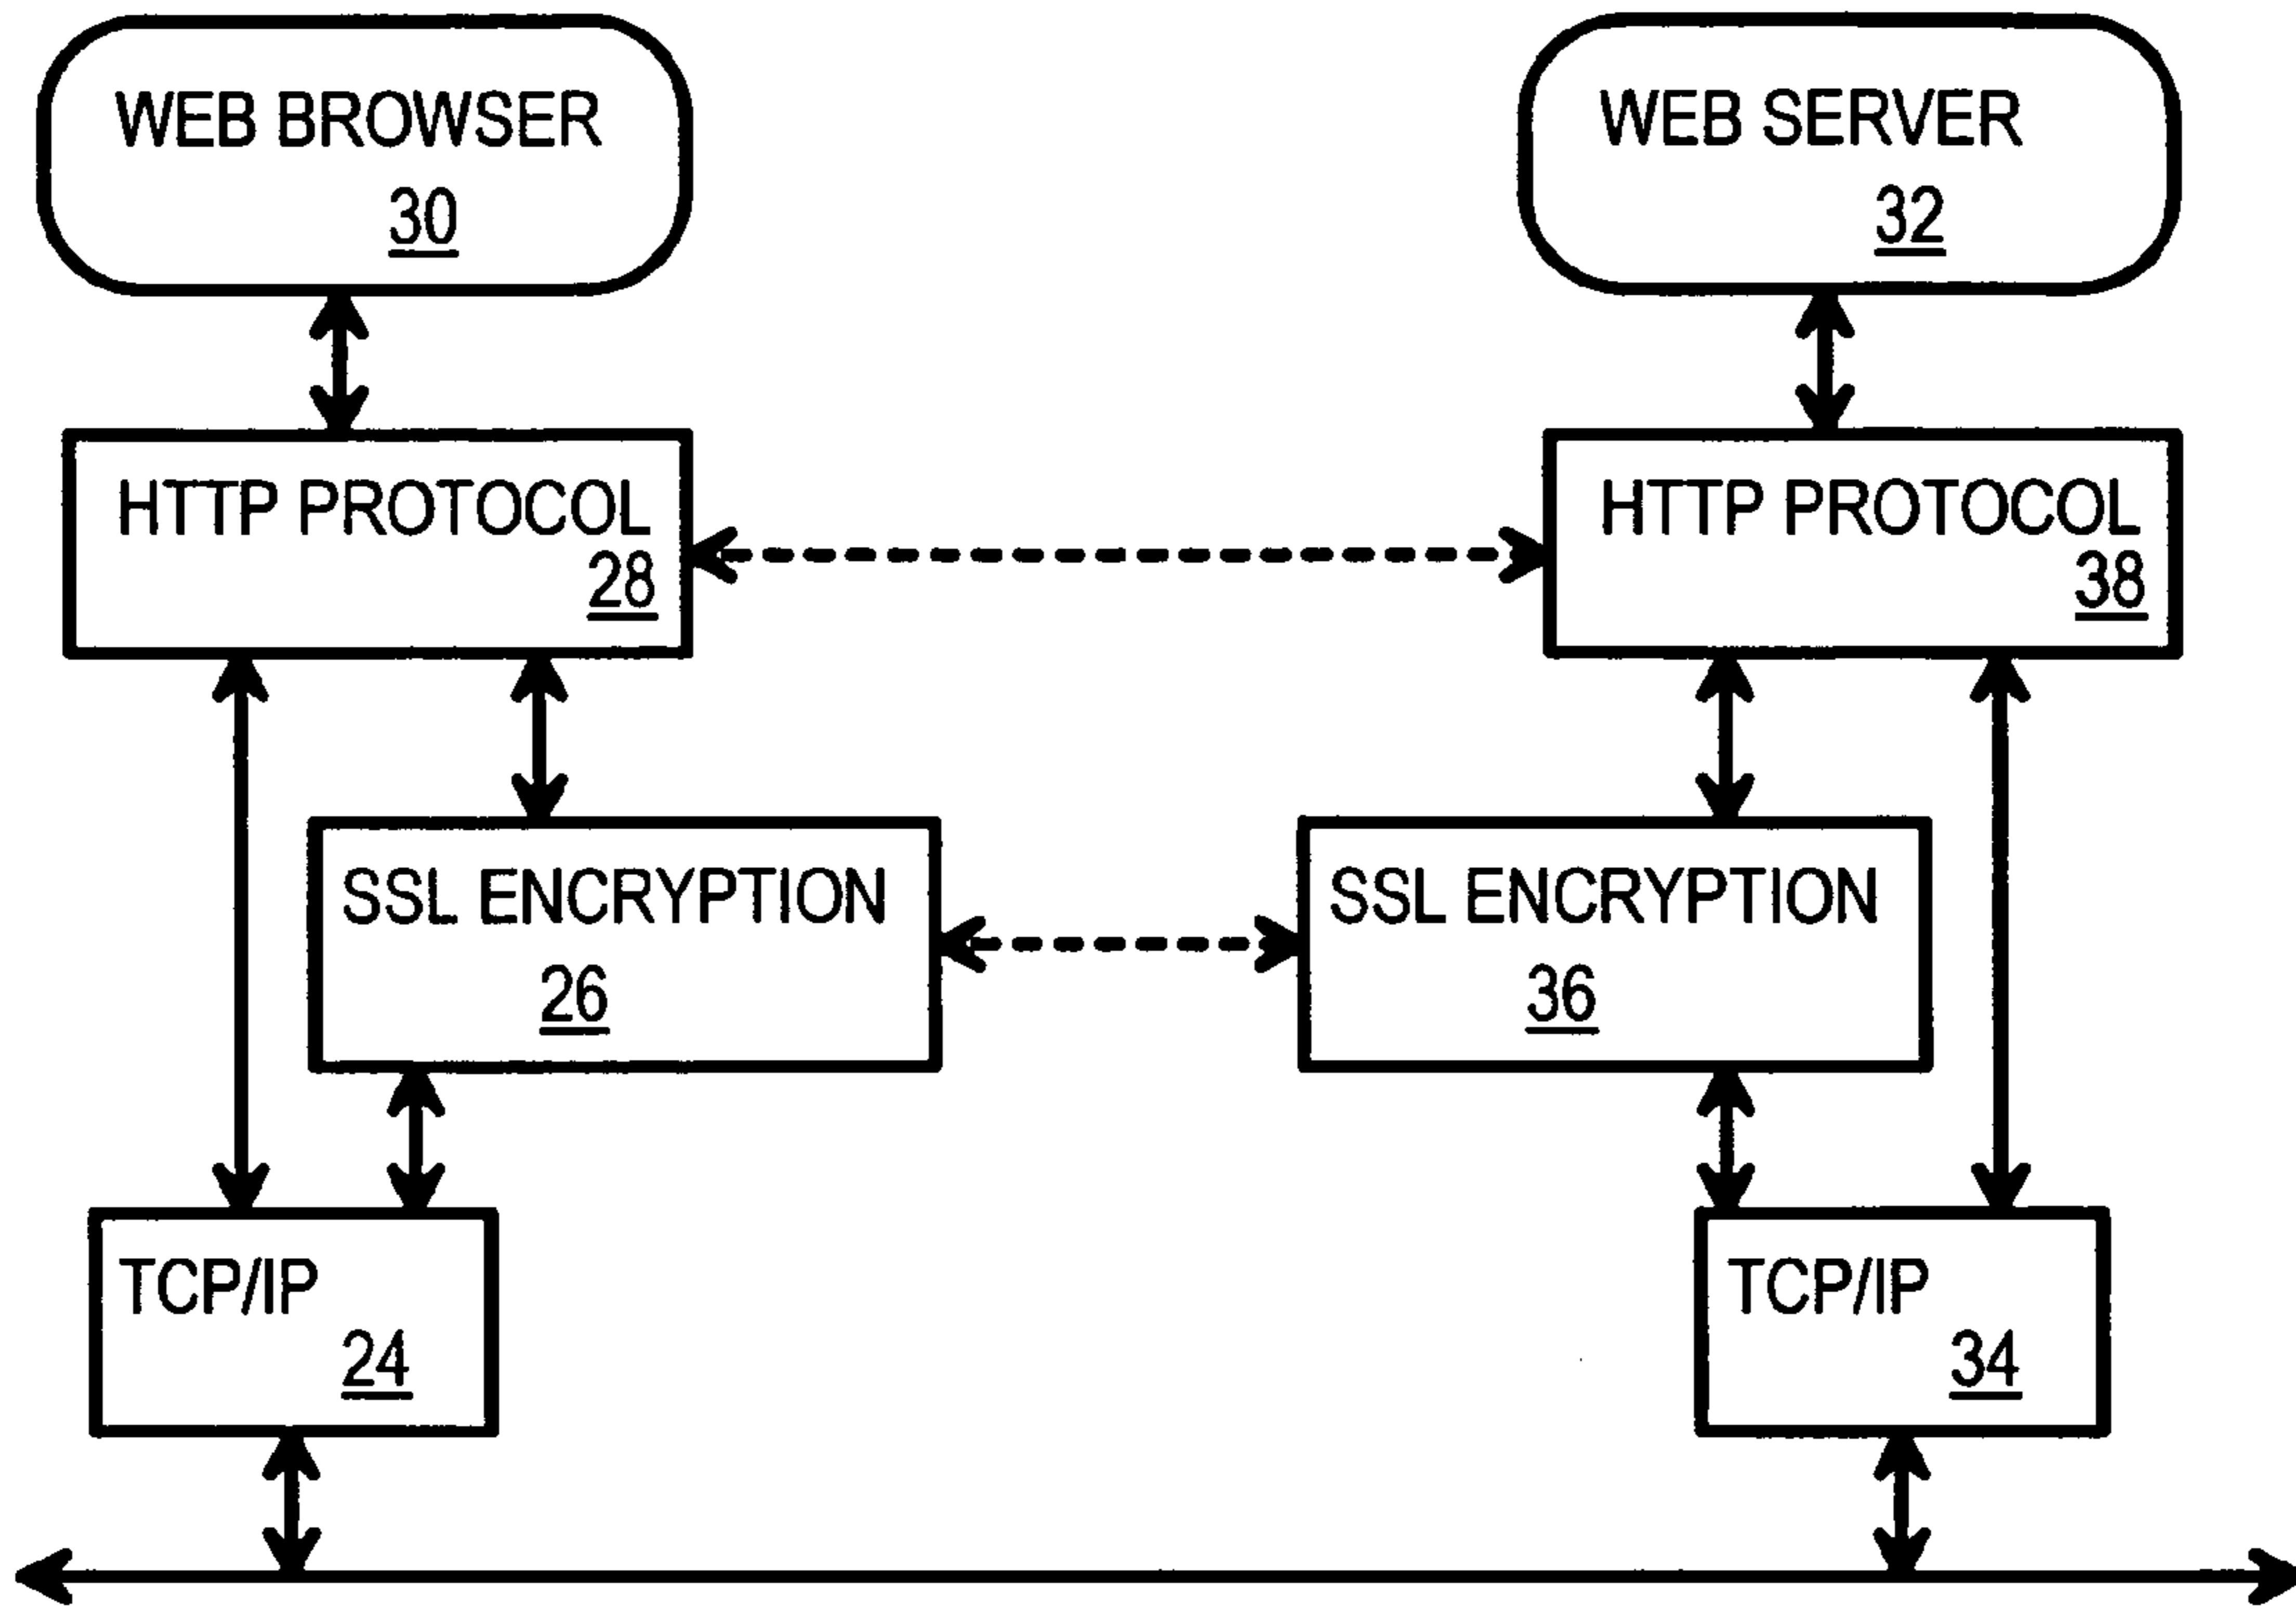 WEB BROWSER
30
WEB SERVER
32
HTTP PROTOCOL
28
HTTP PROTOCOL
38
SSL ENCRYPTION
26
SSL ENCRYPTION
36
TCP/IP
24
TCP/IP
34